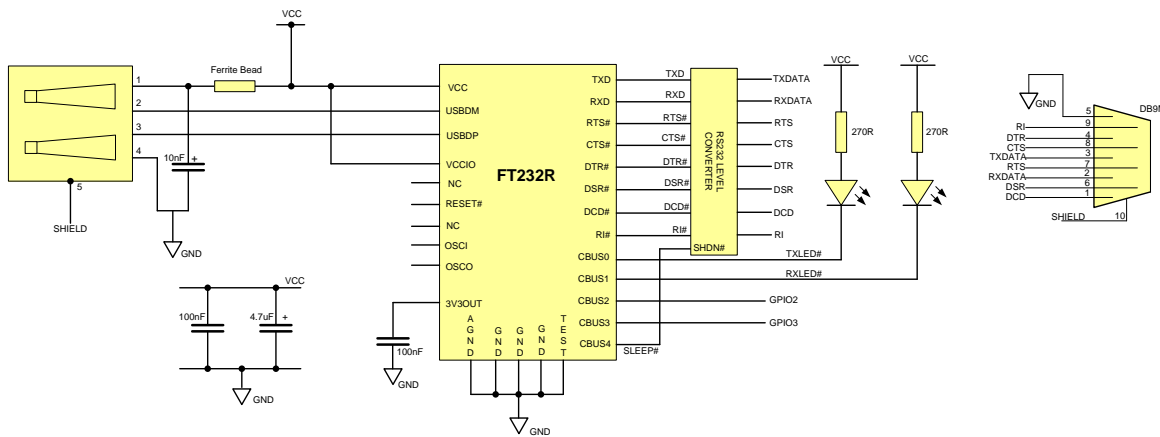 VCC
Ferrite Bead
1
2
3
4
5
SHIELD
10nF +
GND
VCC
100nF
4.7uF +
GND
FT232R
VCC
USBDM
USBDP
VCCIO
NC
RESET#
NC
OSCI
OSCO
3V3OUT
100nF
GND
AGND
GND
GND
GND
TEST
GND
TXD
RXD
RTS#
CTS#
DTR#
DSR#
DCD#
RI#
CBUS0
CBUS1
CBUS2
CBUS3
CBUS4
TXD
RXD
RTS#
CTS#
DTR#
DSR#
DCD#
RI#
SLEEP#
RS232 LEVEL
CONVERTER
SHDN#
TXDATA
RXDATA
RTS
CTS
DTR
DSR
DCD
RI
TXLED#
RXLED#
GPIO2
GPIO3
VCC
270R
VCC
270R
GND
DB9M
RI
DTR
CTS
TXDATA
RTS
RXDATA
DSR
DCD
SHIELD
5
9
4
8
3
7
2
6
1
10